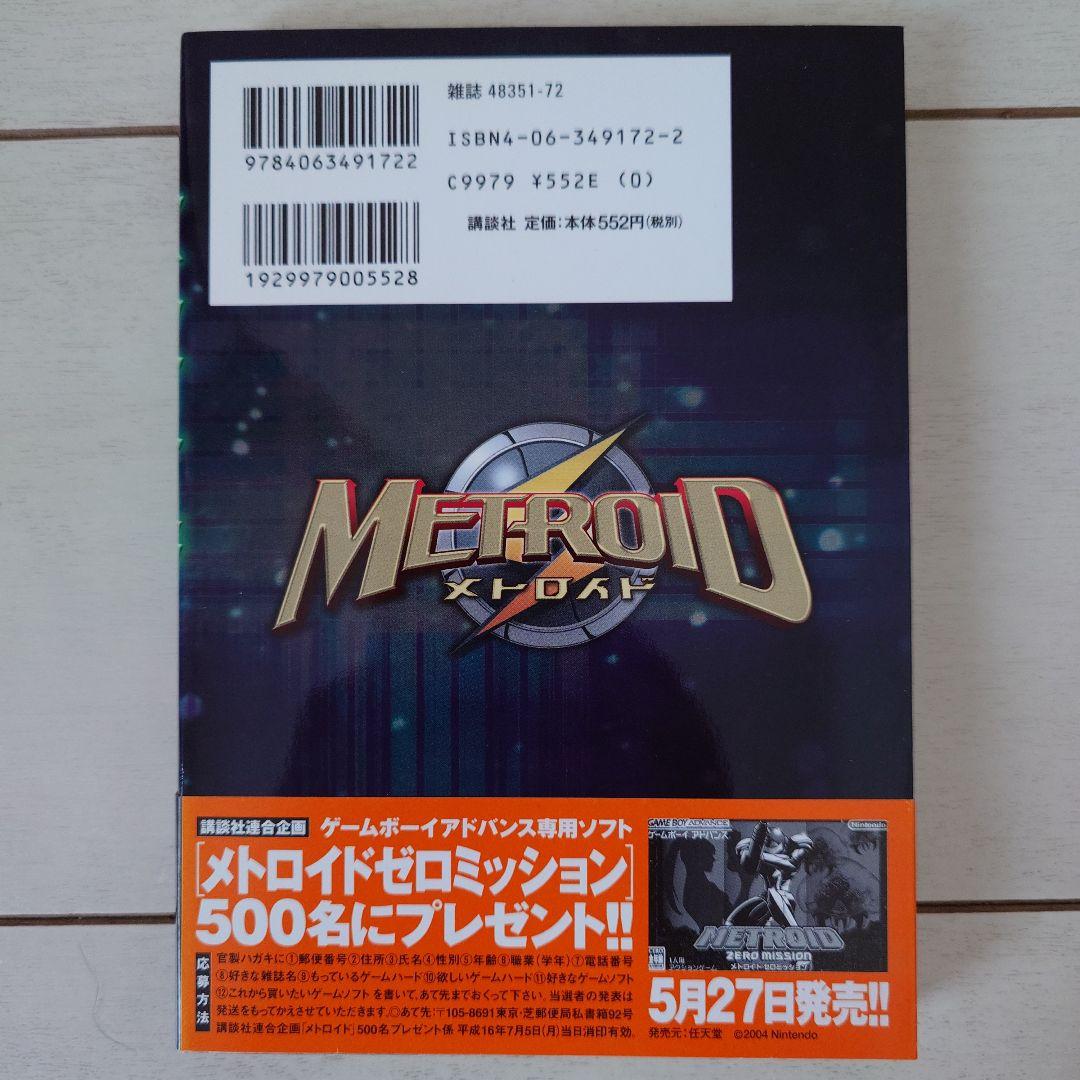 雑誌 48351-72
9784063491722
ISBN4-06-349172-2
C9979 ¥552E (0)
講談社 定価：本体552円(税別)
1929979005528
METROID
メトロイド
講談社連合企画 ゲームボーイアドバンス専用ソフト
[メトロイドゼロミッション]
500名にプレゼント!!
応募方法
官製ハガキに①郵便番号②住所③氏名④性別⑤年齢⑥職業(学年)⑦電話番号
⑧好きな雑誌名⑨もっているゲームハード⑩欲しいゲームハード⑪好きなゲームソフト
⑫これから買いたいゲームソフトを書いて、あて先までおくって下さい。当選者の発表は
発送をもってかえさせていただきます。◎あて先：〒105-8691東京・芝郵便局私書箱92号
講談社連合企画「メトロイド」500名プレゼント係 平成16年7月5日(月)当日消印有効。
GAME BOY ADVANCE
ゲームボーイ アドバンス
Nintendo
METROID
ZERO MISSION
メトロイド ゼロミッション
1人用
アクションゲーム
5月27日発売!!
発売元：任天堂 ©2004 Nintendo